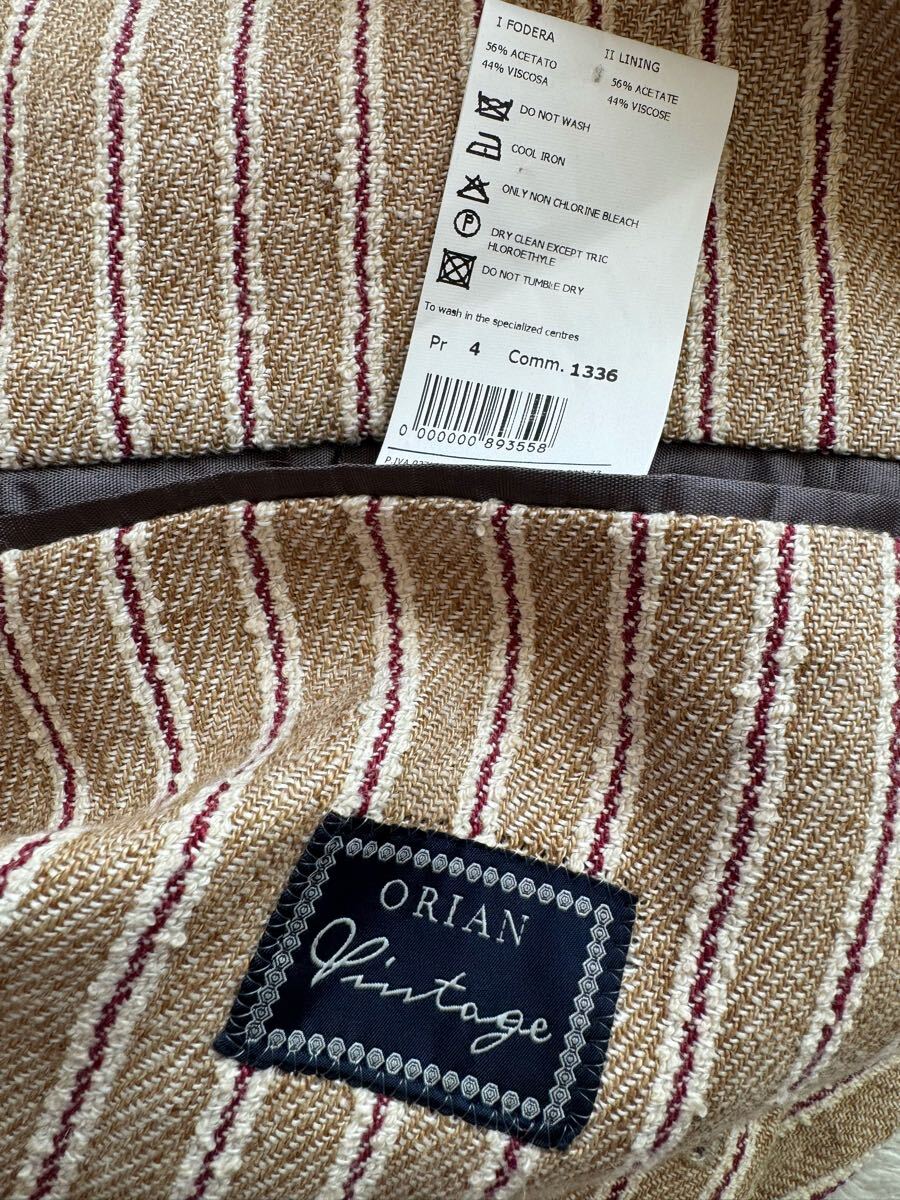 I FODERA
II LINING
56% ACETATO
56% ACETATE
44% VISCOSA
44% VISCOSE
DO NOT WASH
COOL IRON
ONLY NON CHLORINE BLEACH
P
DRY CLEAN EXCEPT TRIC
HLOROETHYLE
DO NOT TUMBLE DRY
To wash in the specialized centres
Pr 4 Comm. 1336
0 000000 893558
P.IVA
ORIAN
Vintage